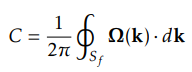 C = \frac{1}{2\pi} \oint_{S_f} \mathbf{\Omega}(\mathbf{k}) \cdot d\mathbf{k}